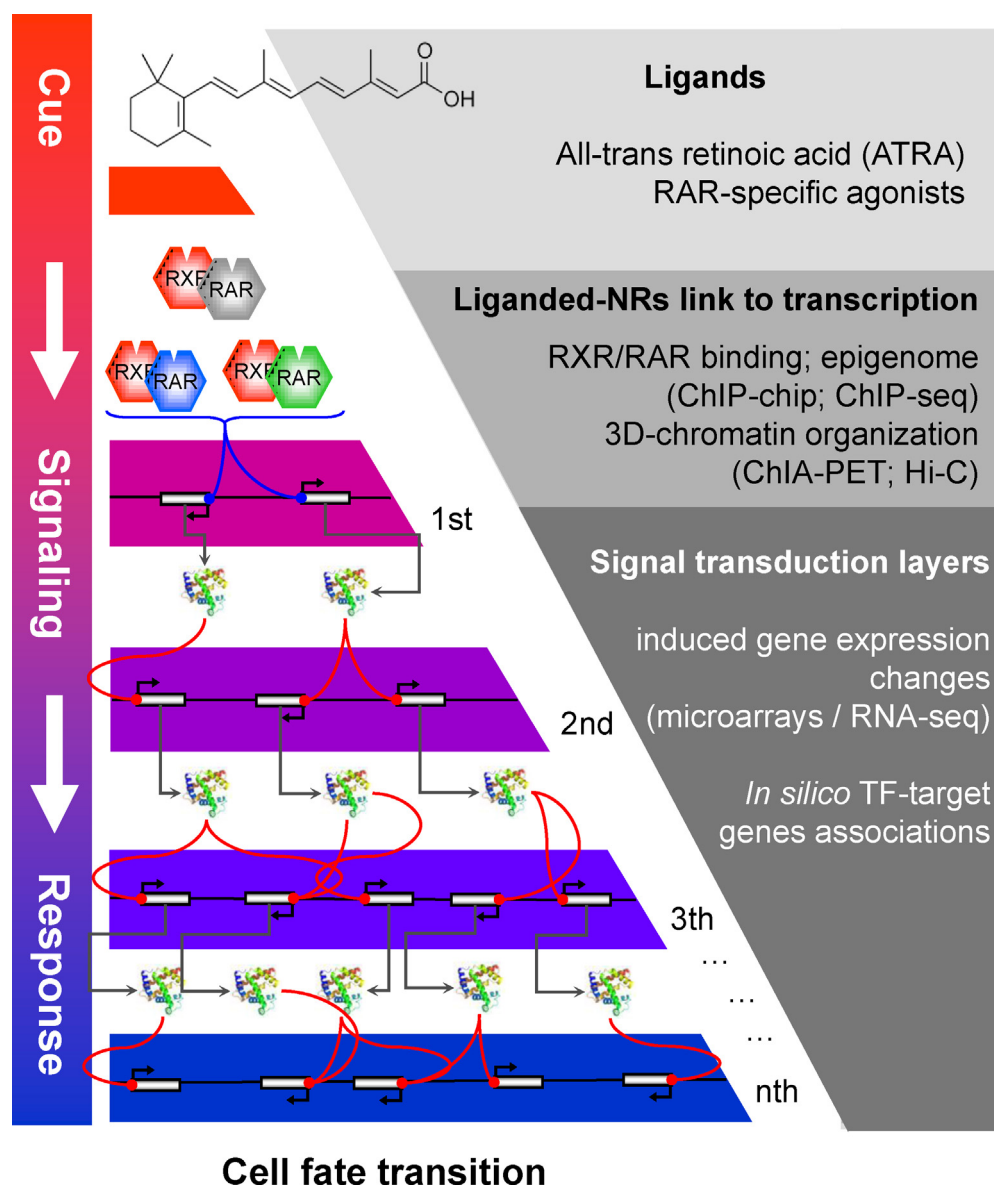 Cue
Signaling
Response
O
OH
Ligands
All-trans retinoic acid (ATRA)
RAR-specific agonists
RXR
RAR
Liganded-NRs link to transcription
RXR/RAR binding; epigenome
(ChIP-chip; ChIP-seq)
3D-chromatin organization
(ChIA-PET; Hi-C)
RXR
RAR
RXR
RAR
1st
Signal transduction layers
induced gene expression
changes
(microarrays / RNA-seq)
In silico TF-target
genes associations
2nd
3th
...
...
...
nth
Cell fate transition